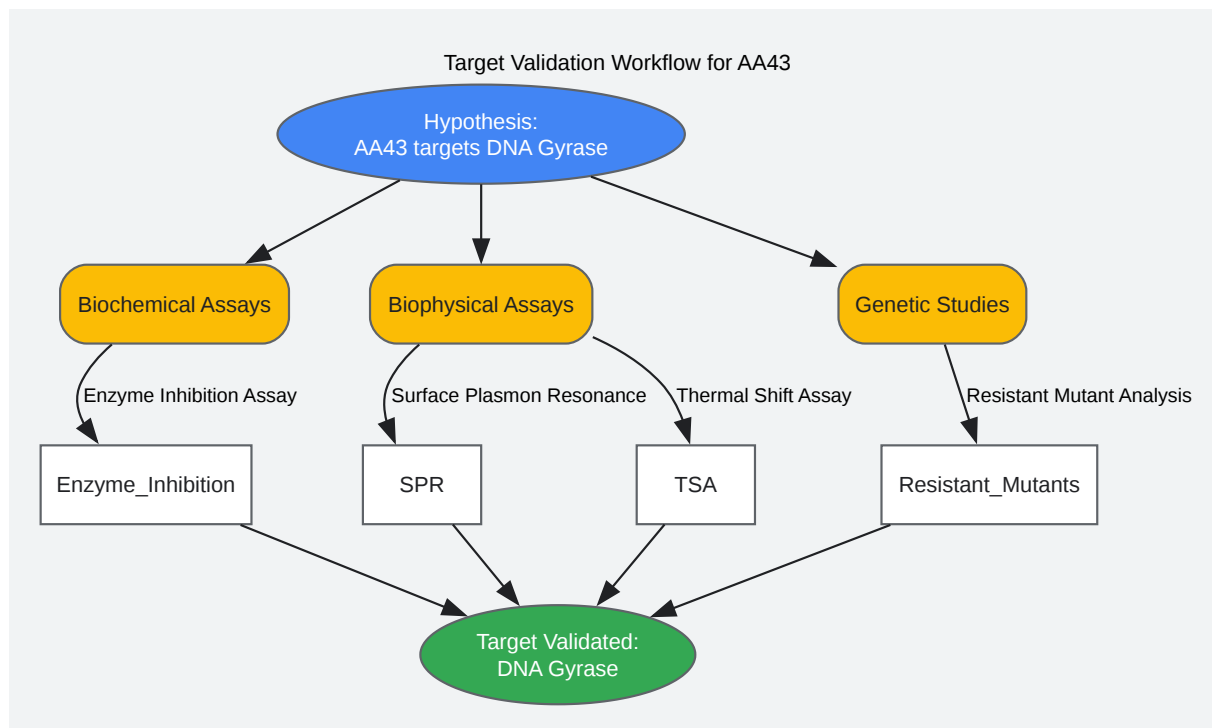 Target Validation Workflow for AA43
Hypothesis:
AA43 targets DNA Gyrase
Biochemical Assays
Biophysical Assays
Genetic Studies
Enzyme Inhibition Assay
Surface Plasmon Resonance
Thermal Shift Assay
Resistant Mutant Analysis
Enzyme_Inhibition
SPR
TSA
Resistant_Mutants
Target Validated:
DNA Gyrase